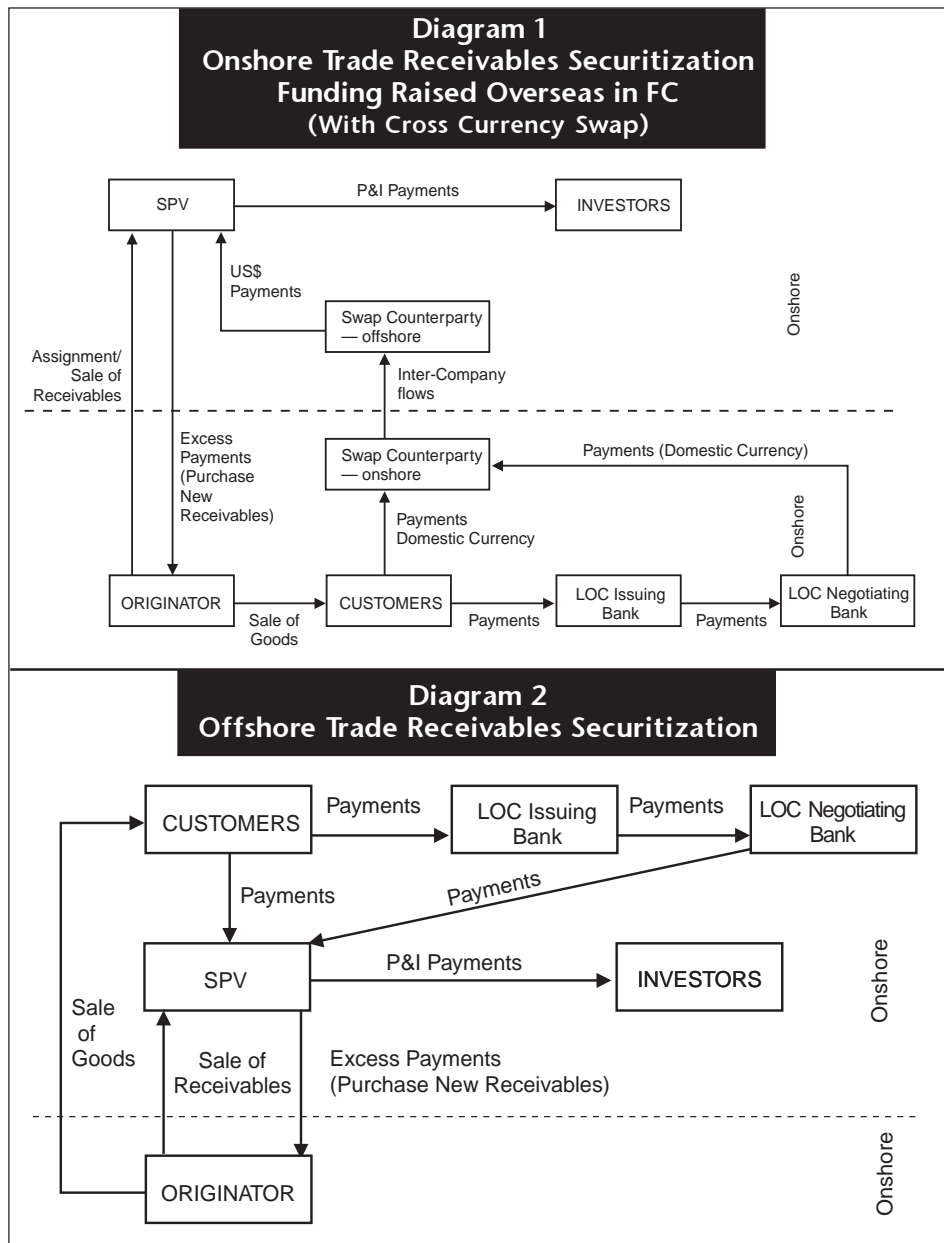 Diagram 1
Onshore Trade Receivables Securitization
Funding Raised Overseas in FC
(With Cross Currency Swap)
SPV
P&I Payments
INVESTORS
US$
Payments
Swap Counterparty
— offshore
Onshore
Assignment/
Sale of
Receivables
Inter-Company
flows
Excess
Payments
(Purchase
New
Receivables)
Swap Counterparty
— onshore
Payments (Domestic Currency)
Payments
Domestic Currency
Onshore
ORIGINATOR
Sale of
Goods
CUSTOMERS
Payments
LOC Issuing
Bank
Payments
LOC Negotiating
Bank
Diagram 2
Offshore Trade Receivables Securitization
CUSTOMERS
Payments
LOC Issuing
Bank
Payments
LOC Negotiating
Bank
Payments
Payments
SPV
P&I Payments
INVESTORS
Onshore
Sale
of
Goods
Sale of
Receivables
Excess Payments
(Purchase New Receivables)
ORIGINATOR
Onshore